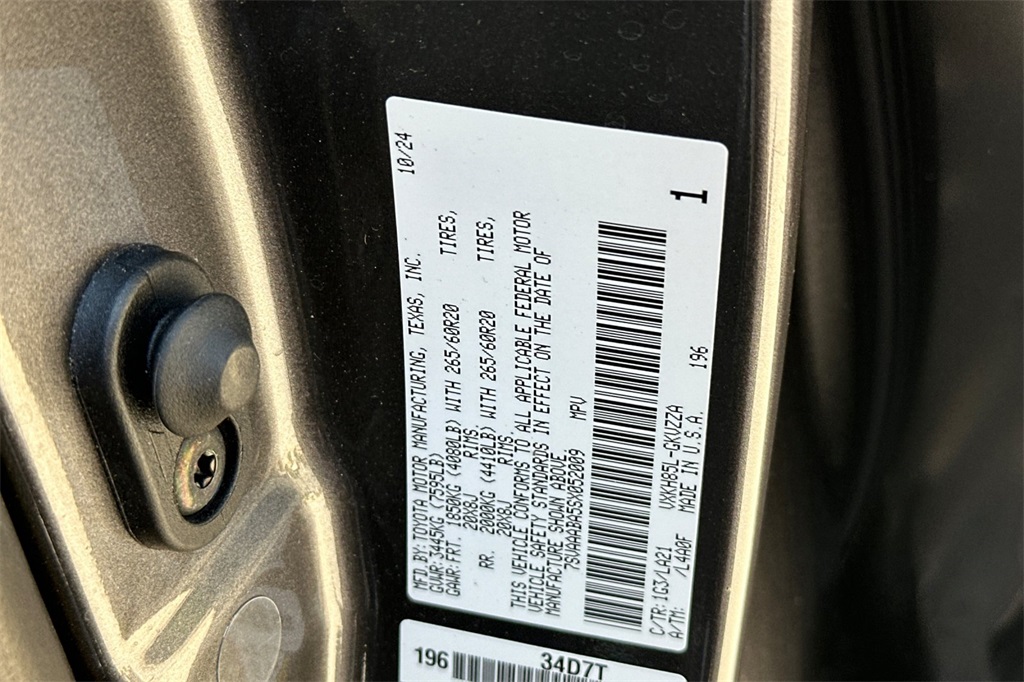 10/24
MFD.BY: TOYOTA MOTOR MANUFACTURING, TEXAS, INC.
GVWR: 3445KG (7595LB)
GAWR: FRT. 1850KG (4080LB) WITH 265/60R20 TIRES,
20X8J RIMS.
RR. 2000KG (4410LB) WITH 265/60R20 TIRES,
20X8J RIMS.
THIS VEHICLE CONFORMS TO ALL APPLICABLE FEDERAL MOTOR
VEHICLE SAFETY STANDARDS IN EFFECT ON THE DATE OF
MANUFACTURE SHOWN ABOVE.
7SVAAABA5SX052009 MPV
1
C/TR: 1G3/LA21 VXKH85L-GKVZZA 196
A/TM: /L4A0F MADE IN U.S.A.
196 34D7T